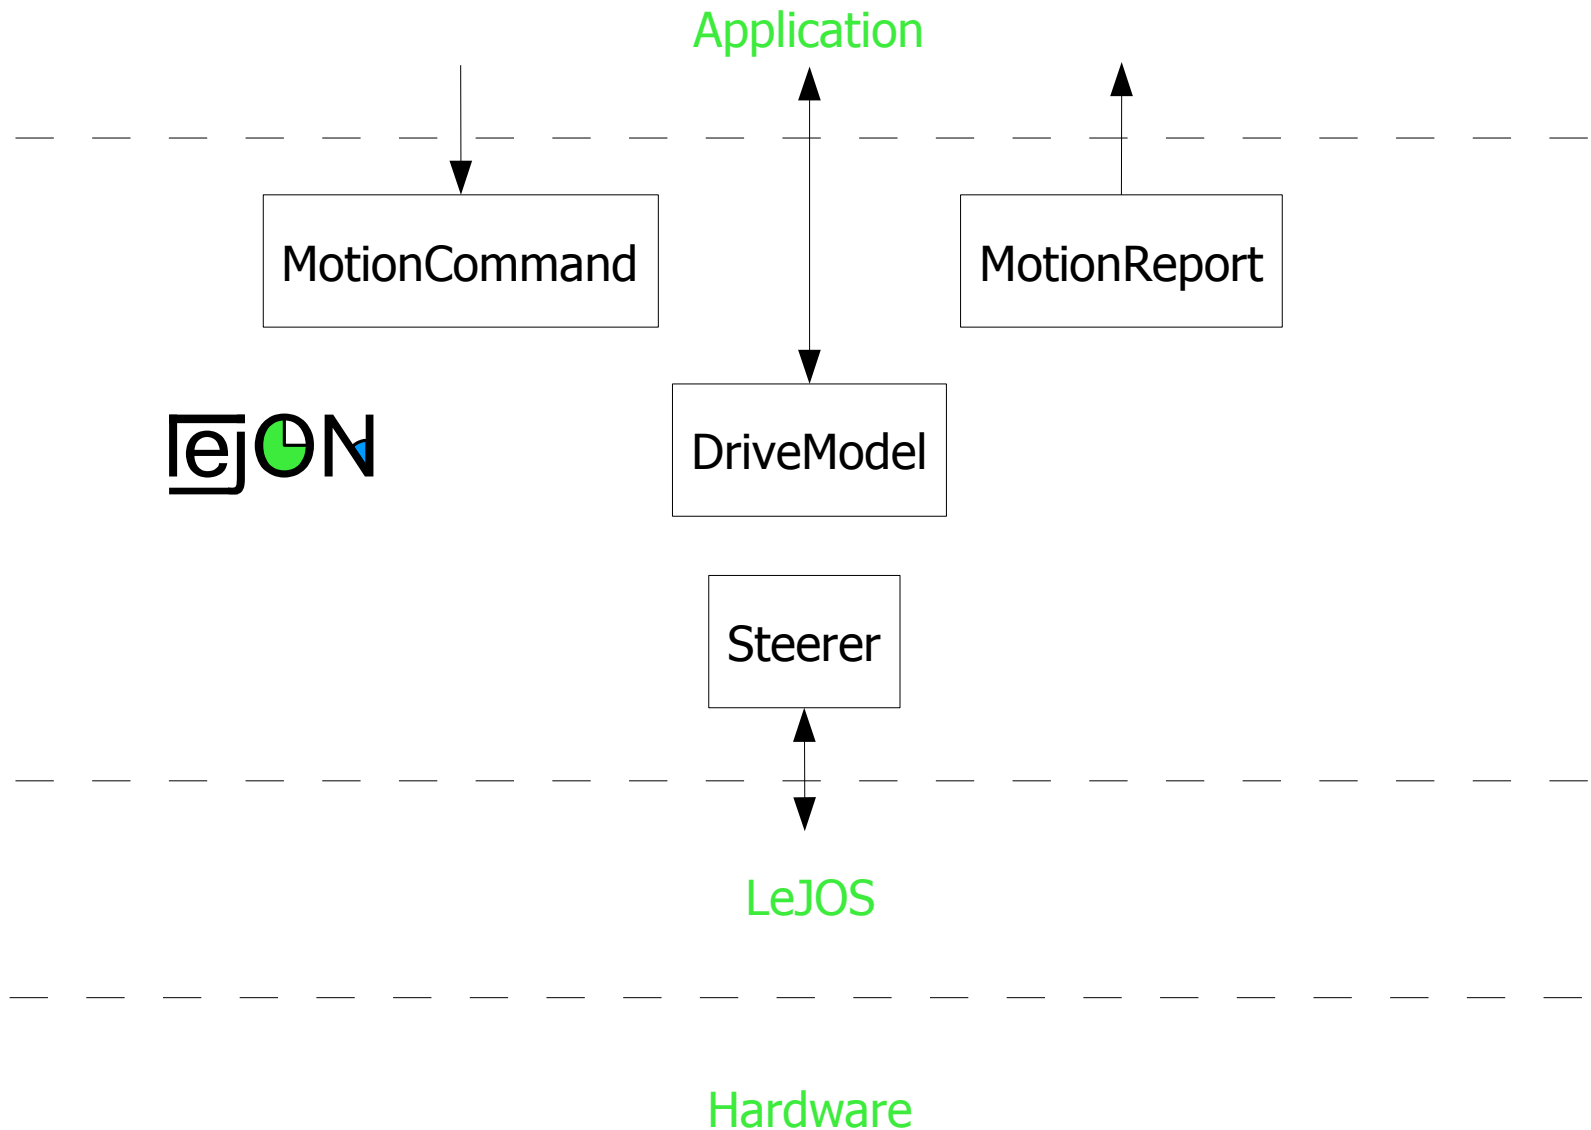 Application
MotionCommand
MotionReport
lejON
DriveModel
Steerer
LeJOS
Hardware